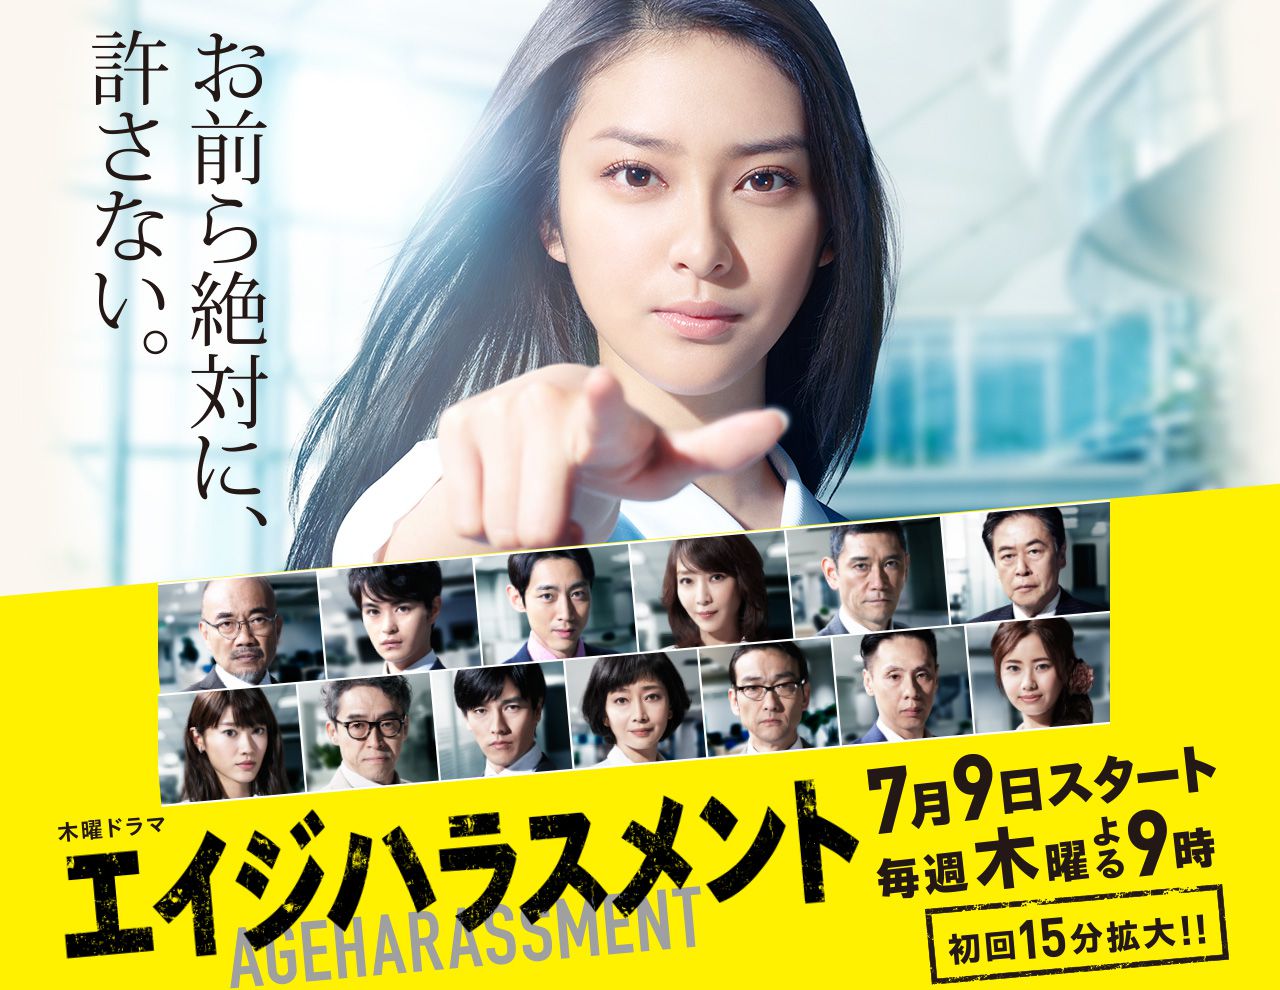 お前ら絶対に、
許さない。
木曜ドラマ
エイジハラスメント
AGEHARASSMENT
7月9日スタート
毎週木曜よる9時
初回15分拡大!!